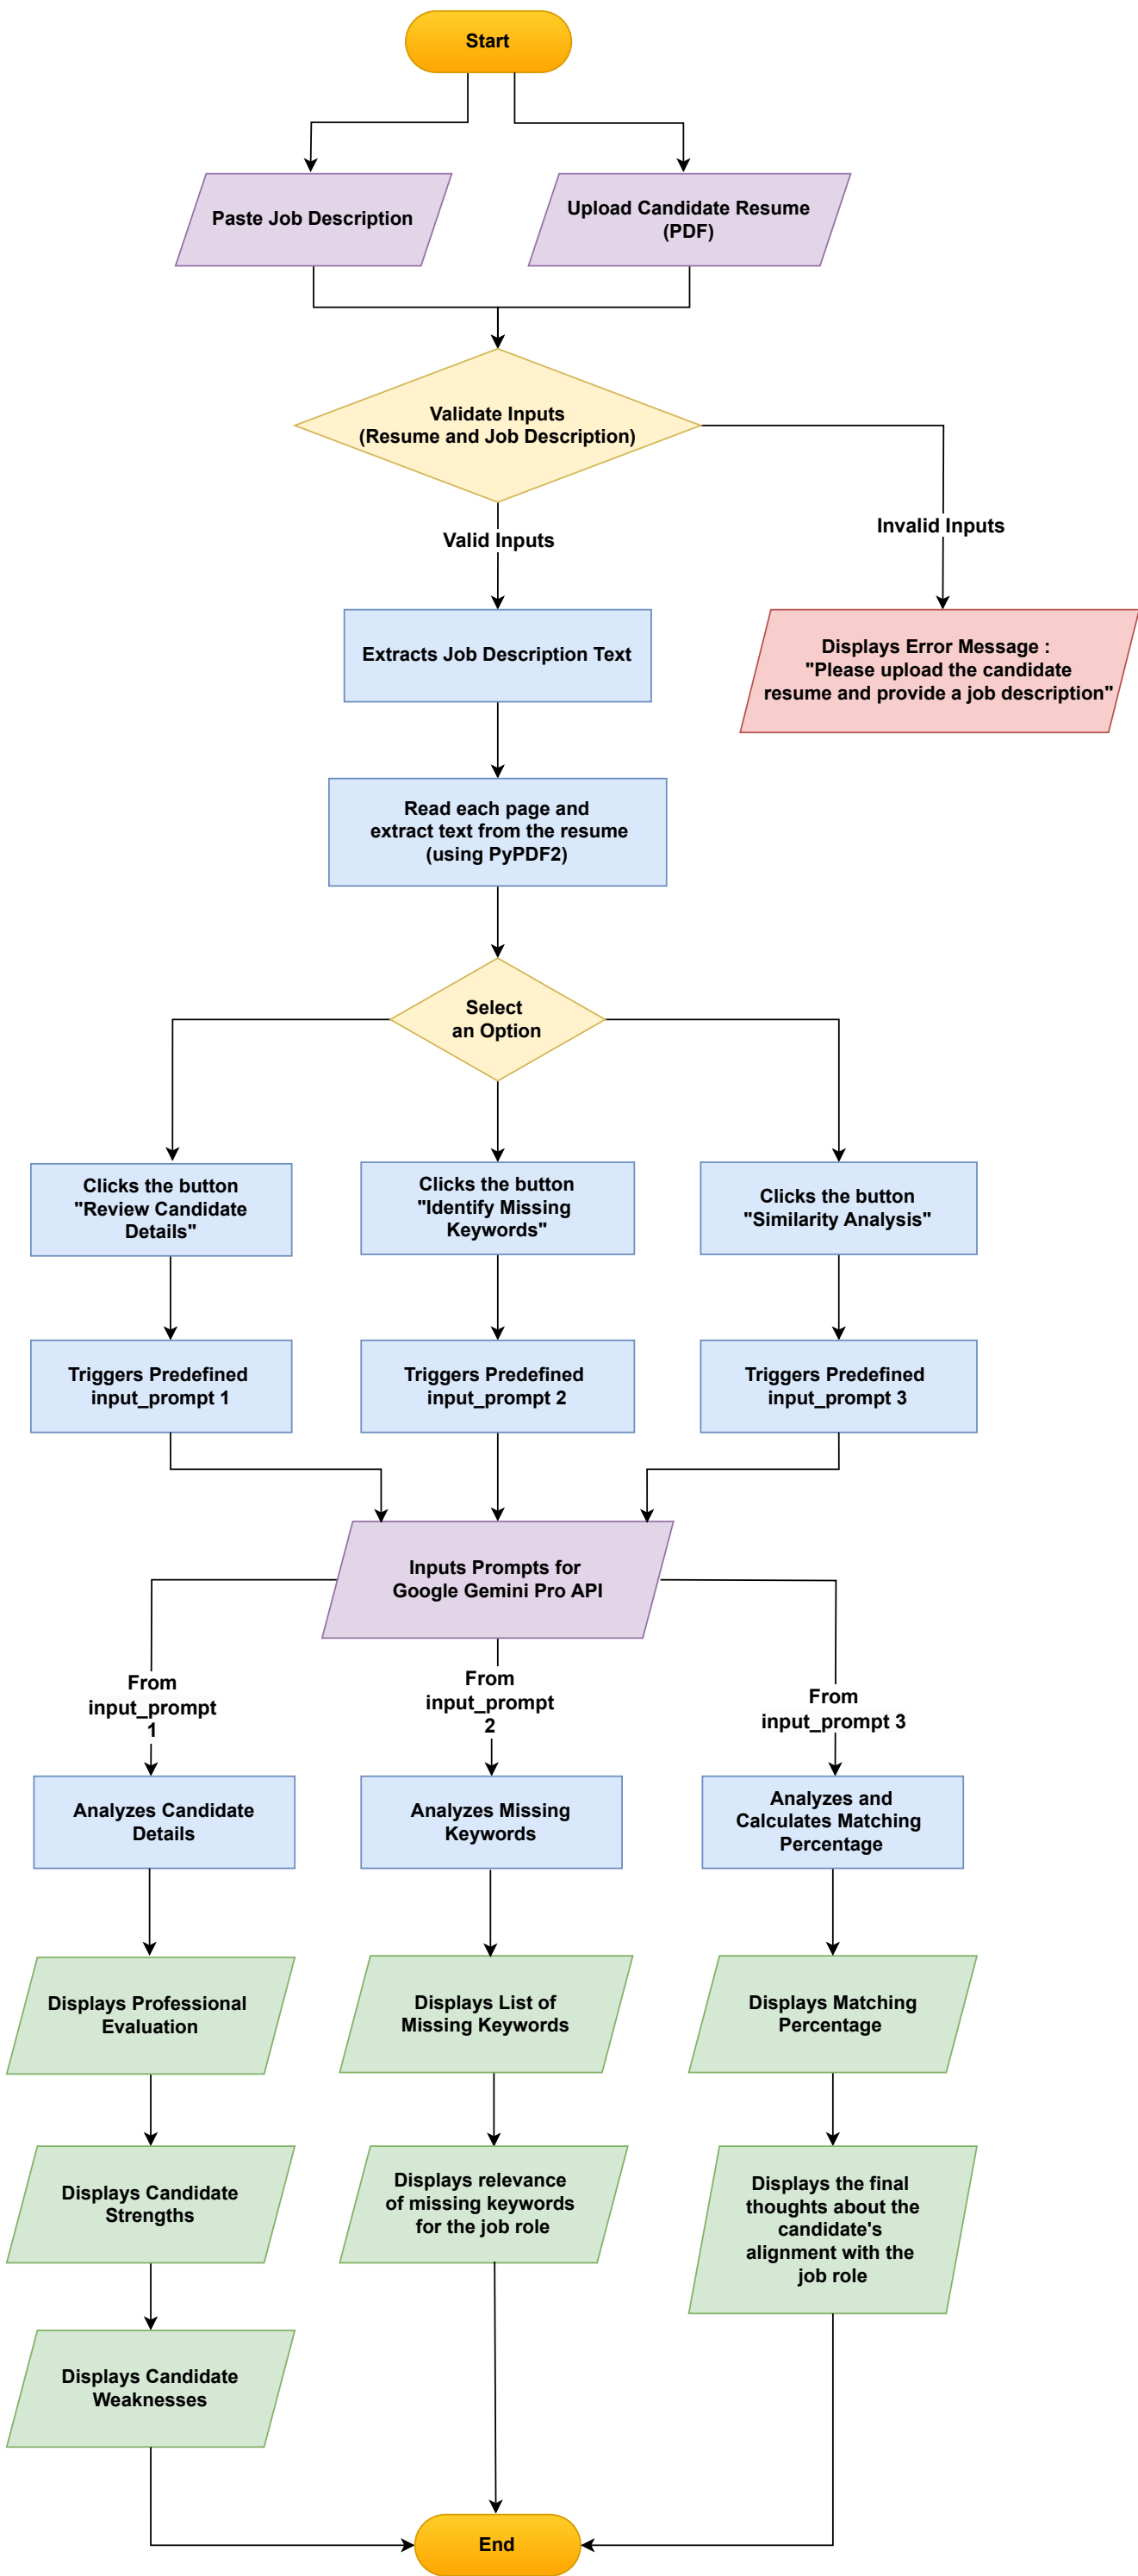 Start
Paste Job Description
Upload Candidate Resume
(PDF)
Validate Inputs
(Resume and Job Description)
Valid Inputs
Invalid Inputs
Extracts Job Description Text
Displays Error Message :
"Please upload the candidate
resume and provide a job description"
Read each page and
extract text from the resume
(using PyPDF2)
Select
an Option
Clicks the button
"Review Candidate
Details"
Clicks the button
"Identify Missing
Keywords"
Clicks the button
"Similarity Analysis"
Triggers Predefined
input_prompt 1
Triggers Predefined
input_prompt 2
Triggers Predefined
input_prompt 3
Inputs Prompts for
Google Gemini Pro API
From
input_prompt
1
From
input_prompt
2
From
input_prompt 3
Analyzes Candidate
Details
Analyzes Missing
Keywords
Analyzes and
Calculates Matching
Percentage
Displays Professional
Evaluation
Displays List of
Missing Keywords
Displays Matching
Percentage
Displays Candidate
Strengths
Displays relevance
of missing keywords
for the job role
Displays the final
thoughts about the
candidate's
alignment with the
job role
Displays Candidate
Weaknesses
End